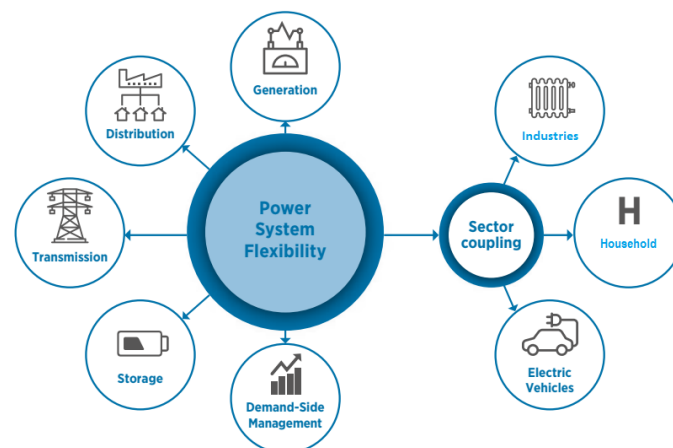 Generation
Distribution
Transmission
Storage
Demand-Side
Management
Power
System
Flexibility
Sector
coupling
Industries
H
Household
Electric
Vehicles